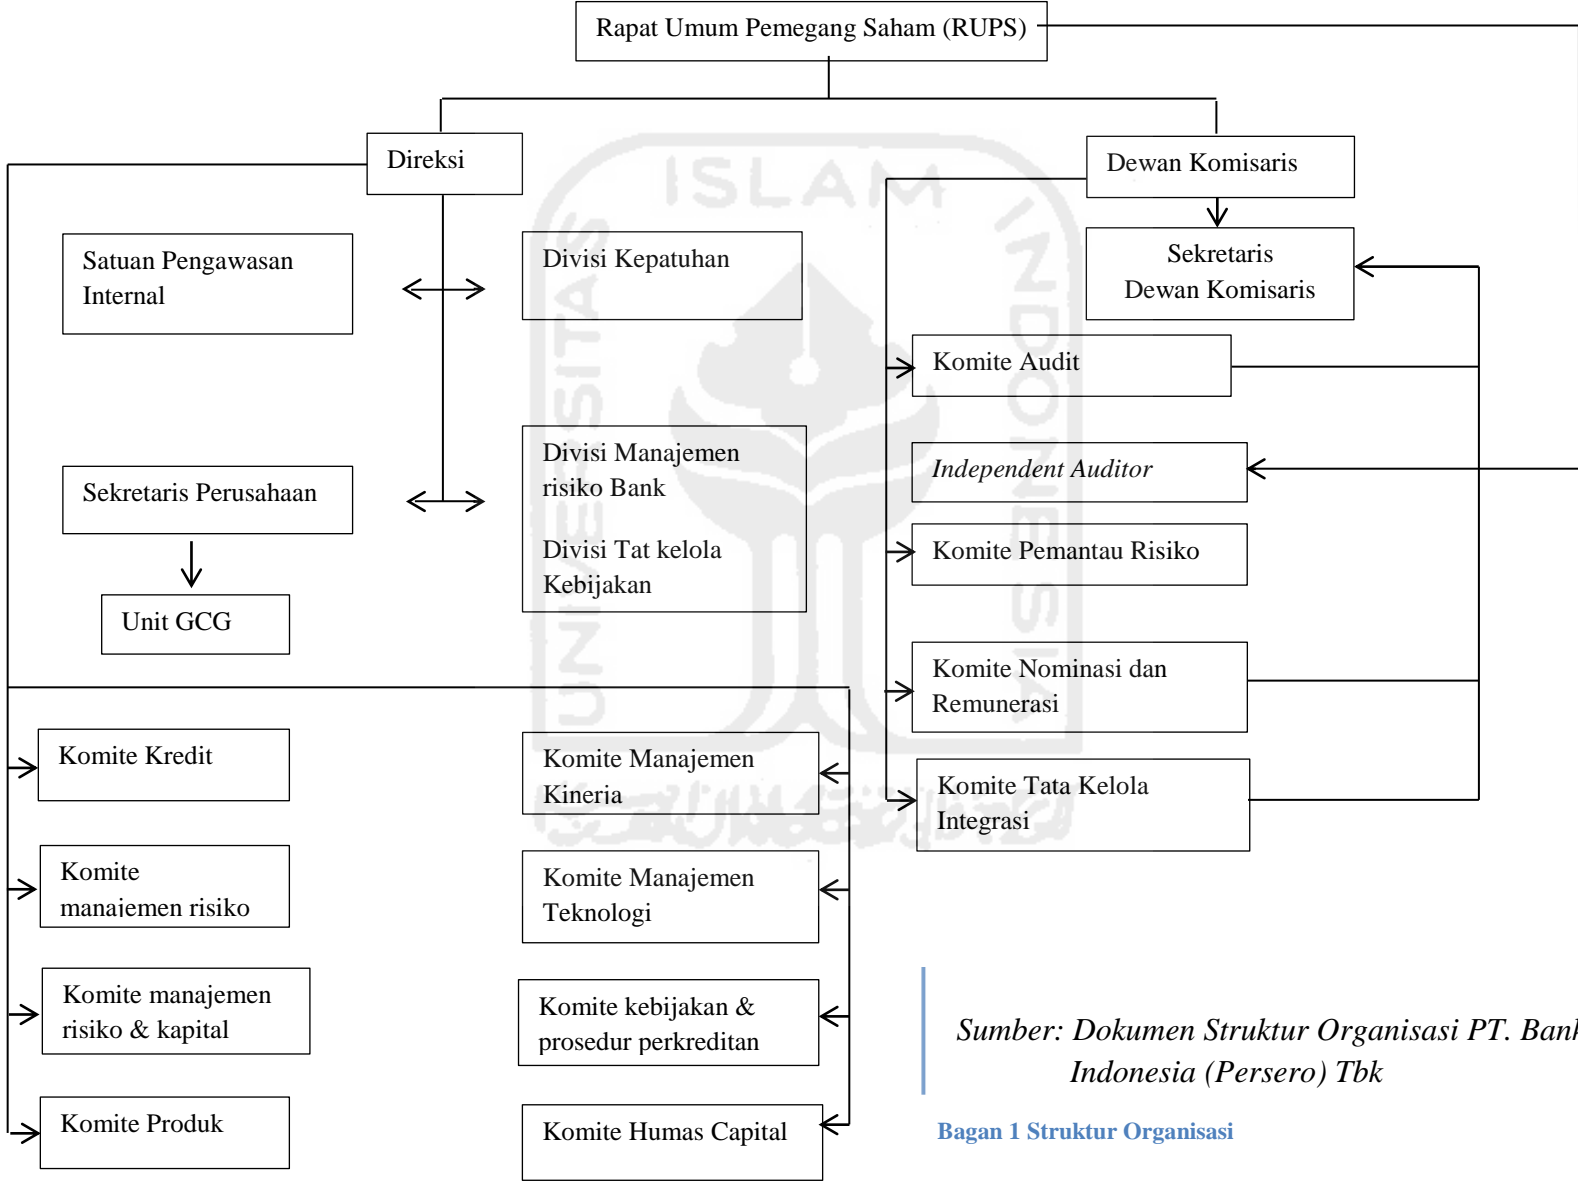 Rapat Umum Pemegang Saham (RUPS)
Direksi
Dewan Komisaris
Satuan Pengawasan
Internal
Divisi Kepatuhan
Sekretaris
Dewan Komisaris
Komite Audit
Sekretaris Perusahaan
Divisi Manajemen
risiko Bank
Divisi Tat kelola
Kebijakan
Independent Auditor
Komite Pemantau Risiko
Unit GCG
Komite Nominasi dan
Remunerasi
Komite Kredit
Komite Manajemen
Kineria
Komite Tata Kelola
Integrasi
Komite
manajemen risiko
Komite Manajemen
Teknologi
Komite manajemen
risiko & kapital
Komite kebijakan &
prosedur perkreditan
Komite Produk
Komite Humas Capital
Sumber: Dokumen Struktur Organisasi PT. Bank
Indonesia (Persero) Tbk
Bagan 1 Struktur Organisasi
UNIVERSITAS
ISLAM
INDONESIA